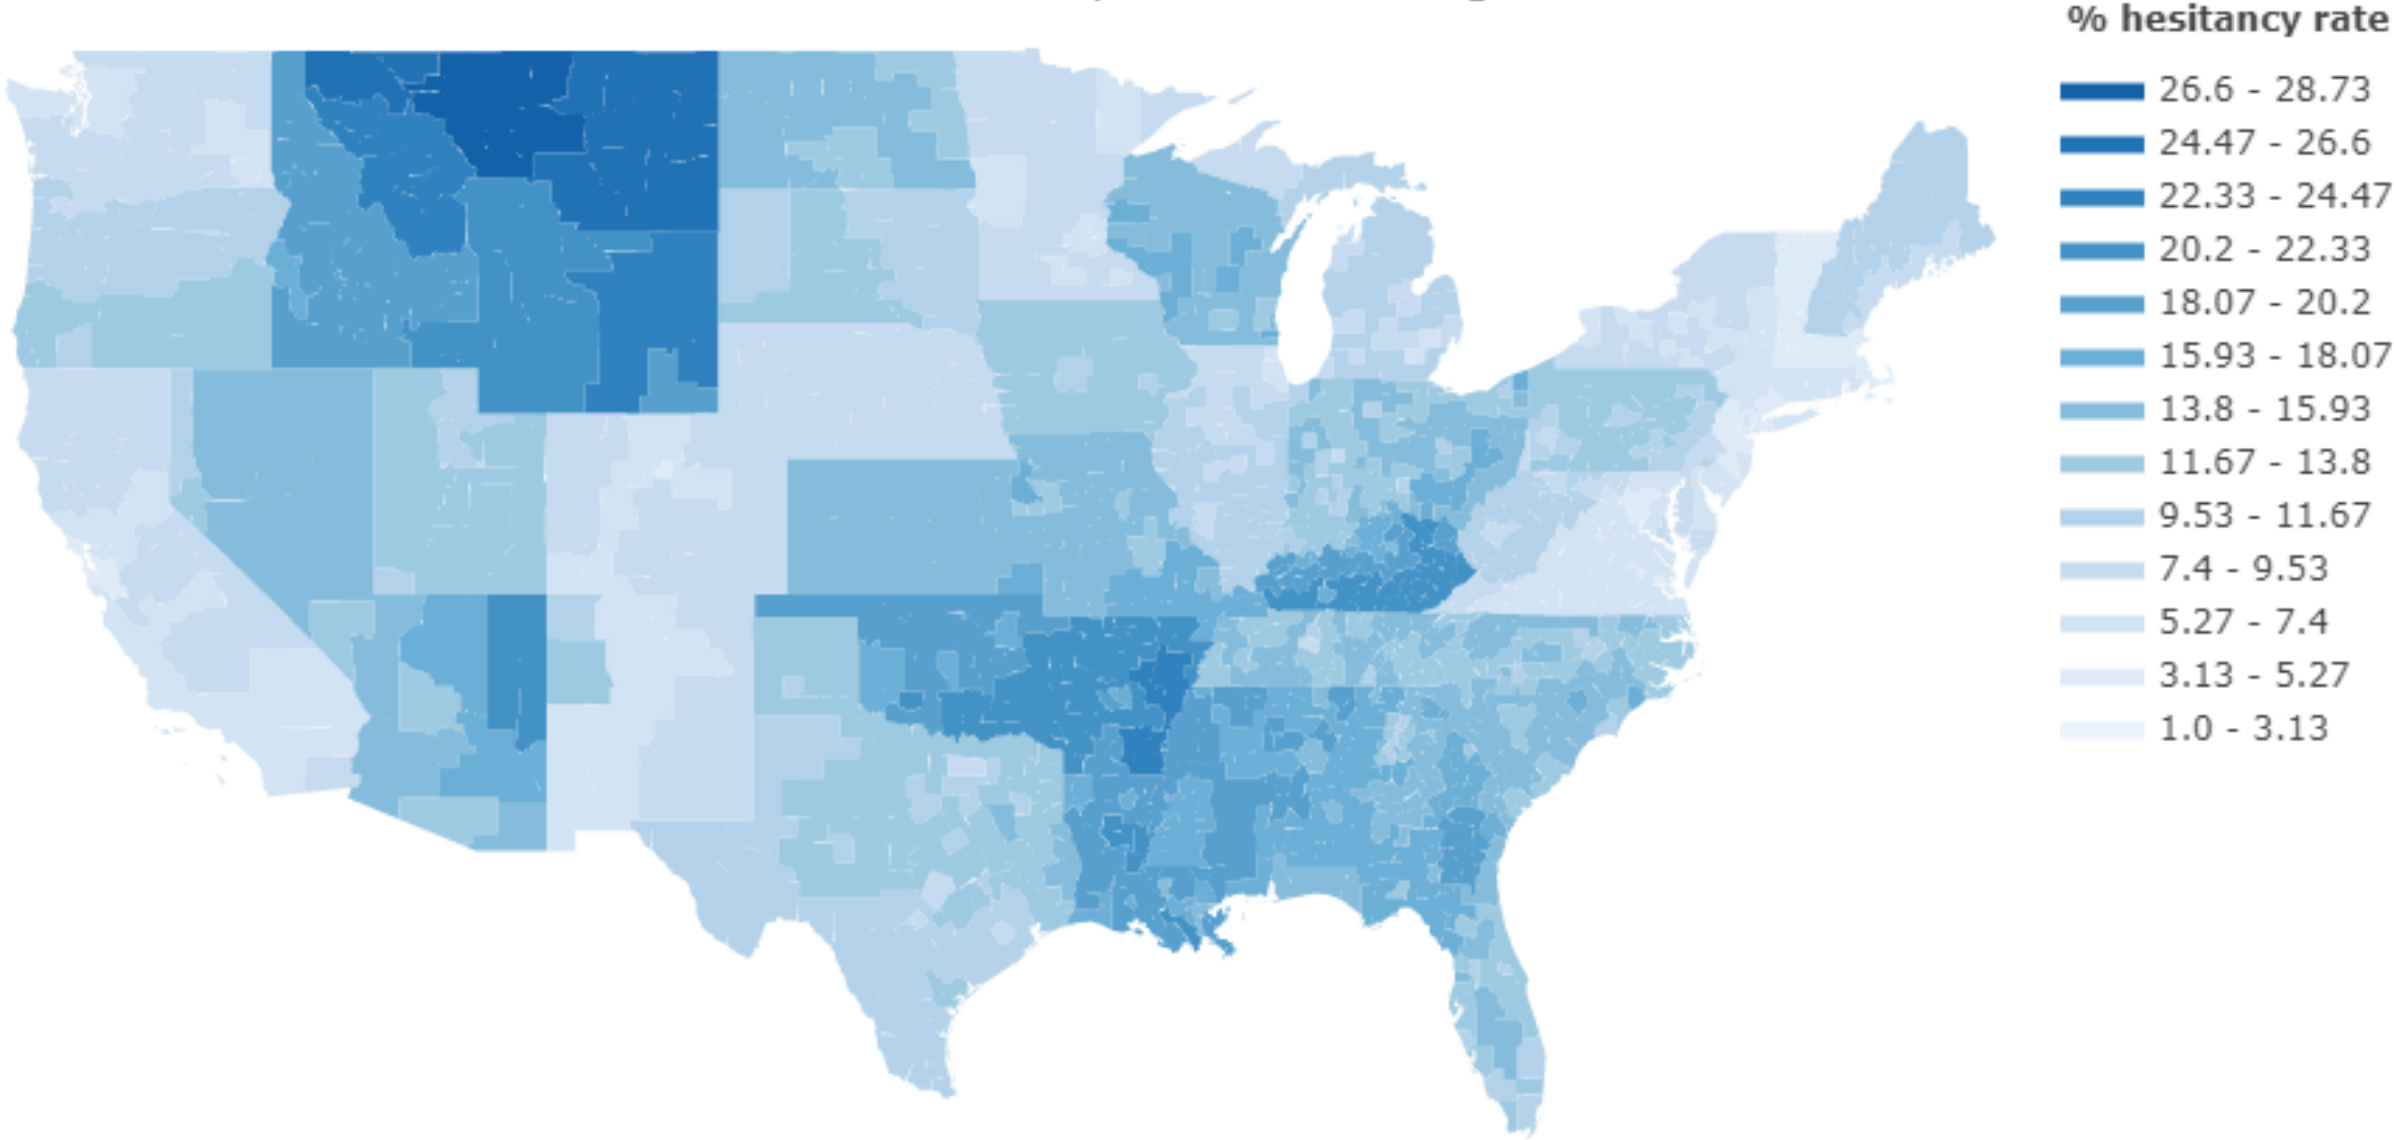 % hesitancy rate
26.6 - 28.73
24.47 - 26.6
22.33 - 24.47
20.2 - 22.33
18.07 - 20.2
15.93 - 18.07
13.8 - 15.93
11.67 - 13.8
9.53 - 11.67
7.4 - 9.53
5.27 - 7.4
3.13 - 5.27
1.0 - 3.13